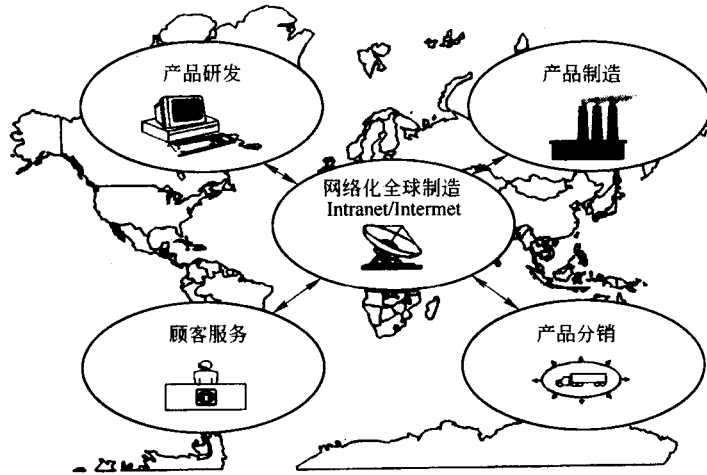 产品研发
产品制造
网络化全球制造
Intranet/Intermet
顾客服务
产品分销